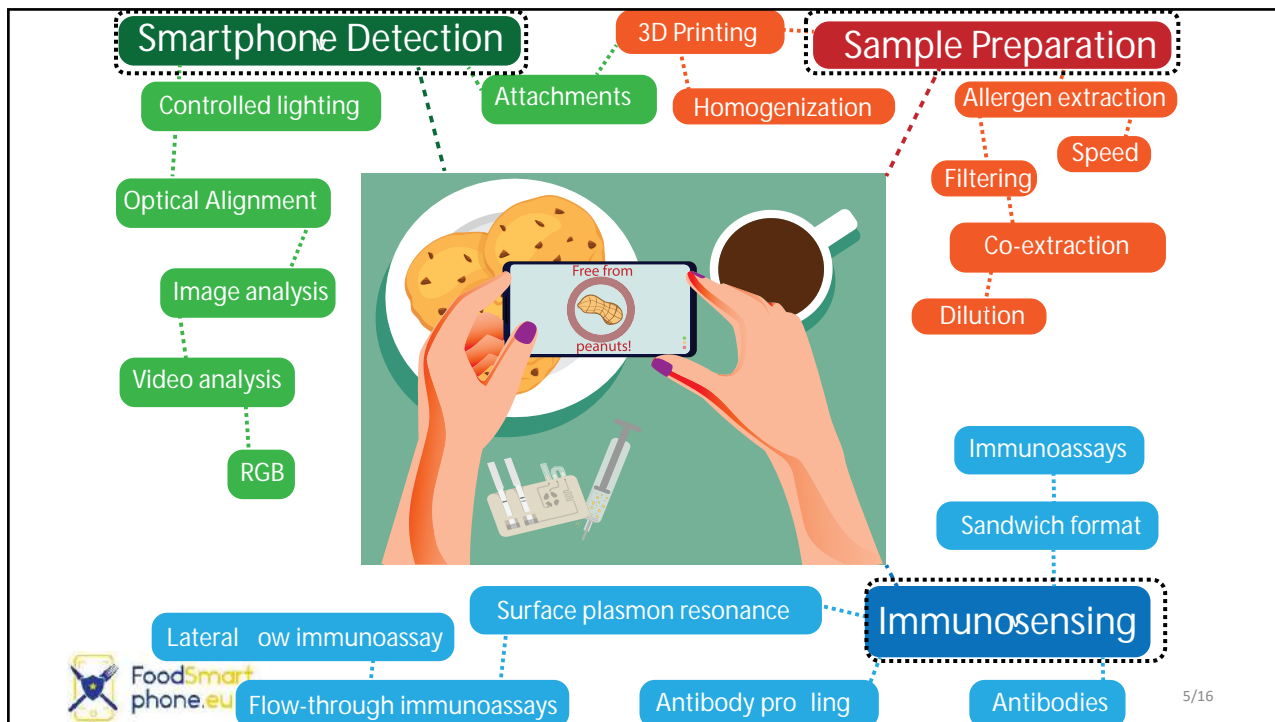 Smartphone Detection
3D Printing
Sample Preparation
Controlled lighting
Attachments
Homogenization
Allergen extraction
Speed
Filtering
Optical Alignment
Co-extraction
Image analysis
Dilution
Free from
peanuts!
Video analysis
RGB
Immunoassays
Sandwich format
Surface plasmon resonance
Immunosensing
Lateral ow immunoassay
FoodSmart
phone.eu
Flow-through immunoassays
Antibody pro ling
Antibodies
5/16